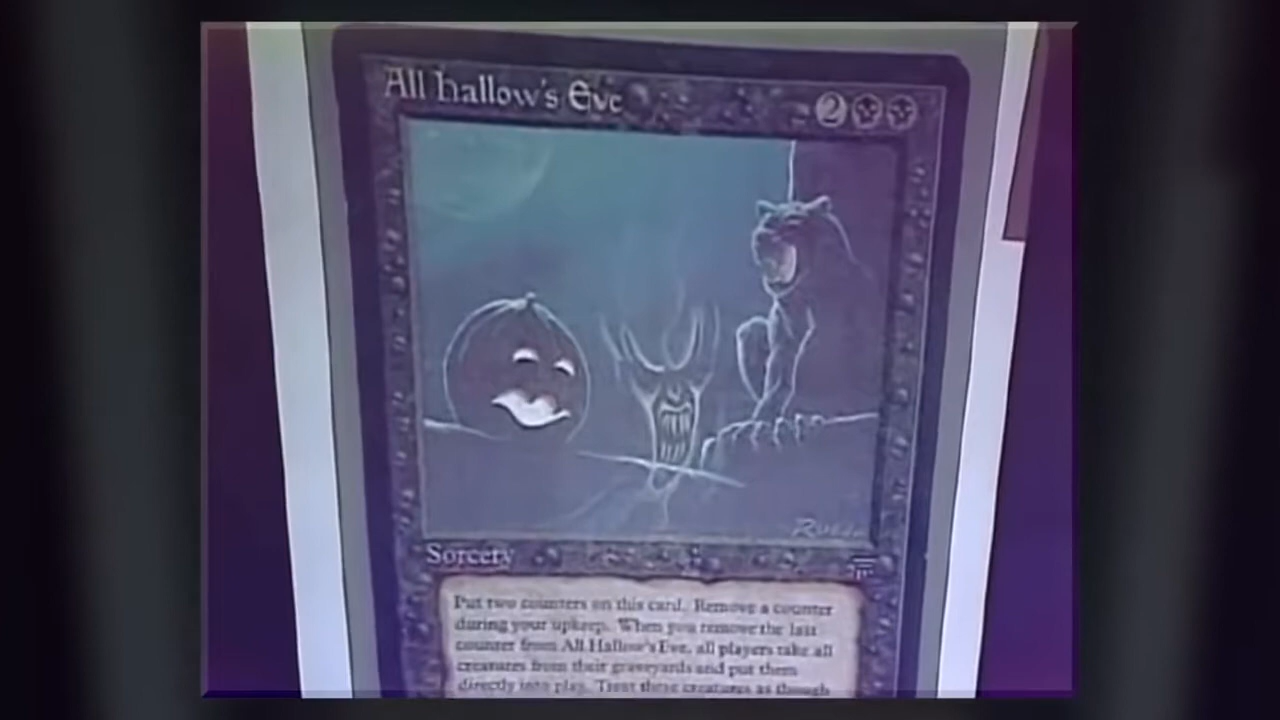 All Hallow's Eve
2
Sorcery
Put two counters on this card. Remove a counter
during your upkeep. When you remove the last
counter from All Hallow's Eve, all players take all
creatures from their graveyards and put them
directly into play. Treat these creatures as though